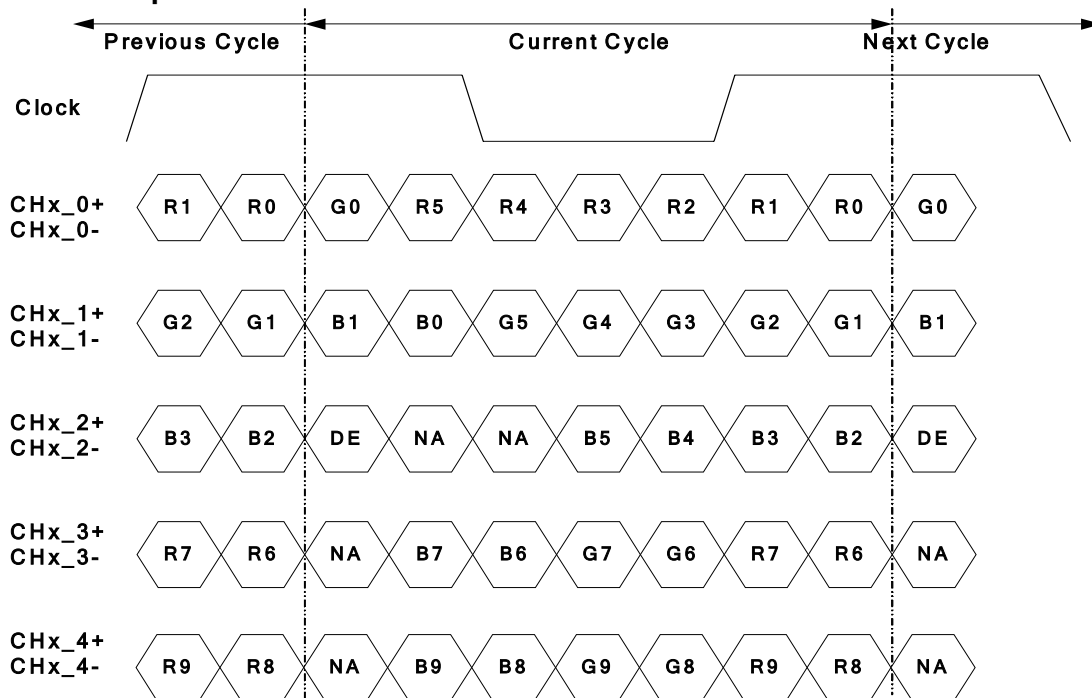 Previous Cycle Current Cycle Next Cycle
Clock
CHx_0+
CHx_0-
R1 R0 G0 R5 R4 R3 R2 R1 R0 G0
CHx_1+
CHx_1-
G2 G1 B1 B0 G5 G4 G3 G2 G1 B1
CHx_2+
CHx_2-
B3 B2 DE NA NA B5 B4 B3 B2 DE
CHx_3+
CHx_3-
R7 R6 NA B7 B6 G7 G6 R7 R6 NA
CHx_4+
CHx_4-
R9 R8 NA B9 B8 G9 G8 R9 R8 NA